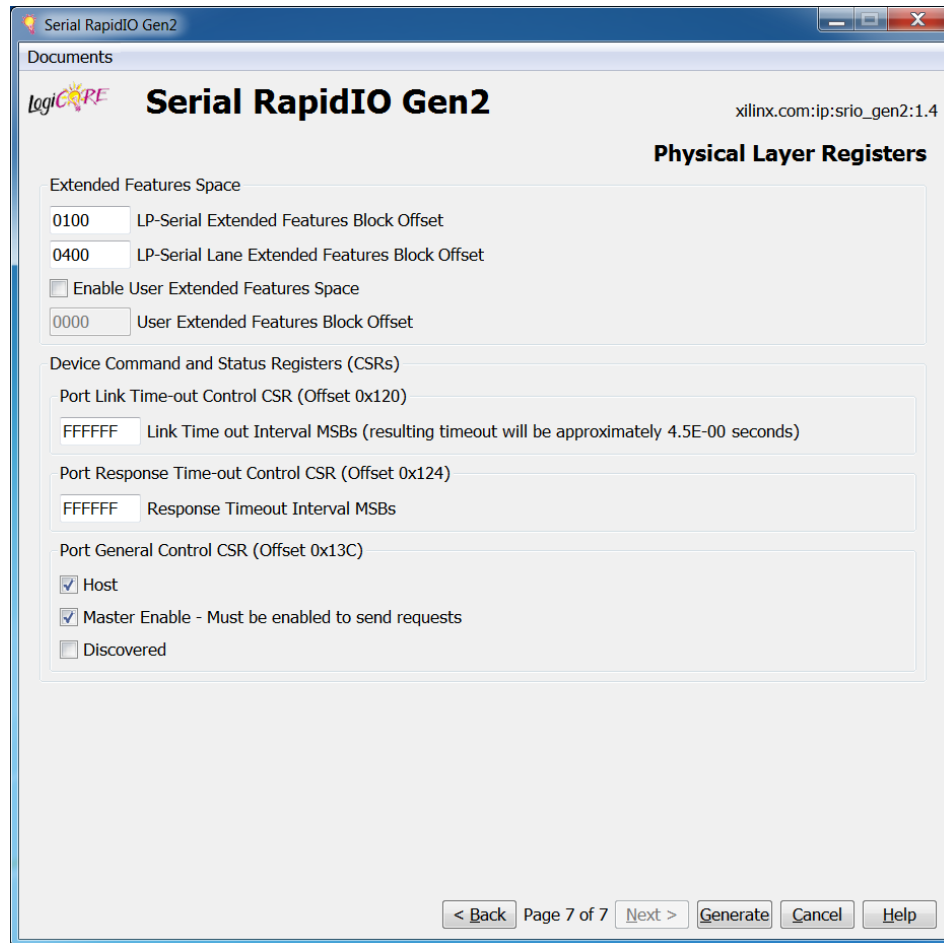 Serial RapidIO Gen2
Documents
LogiCORE
Serial RapidIO Gen2
xilinx.com:ip:srio_gen2:1.4
Physical Layer Registers
Extended Features Space
0100 LP-Serial Extended Features Block Offset
0400 LP-Serial Lane Extended Features Block Offset
Enable User Extended Features Space
0000 User Extended Features Block Offset
Device Command and Status Registers (CSRs)
Port Link Time-out Control CSR (Offset 0x120)
FFFFFF Link Time out Interval MSBs (resulting timeout will be approximately 4.5E-00 seconds)
Port Response Time-out Control CSR (Offset 0x124)
FFFFFF Response Timeout Interval MSBs
Port General Control CSR (Offset 0x13C)
Host
Master Enable - Must be enabled to send requests
Discovered
< Back Page 7 of 7 Next > Generate Cancel Help